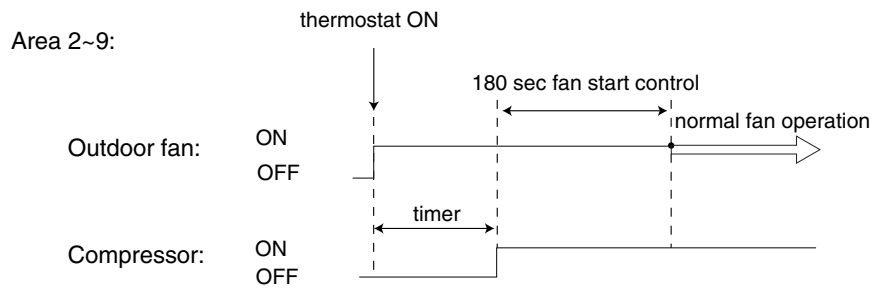 thermostat ON
Area 2~9:
180 sec fan start control
normal fan operation
Outdoor fan:
ON
OFF
timer
Compressor:
ON
OFF